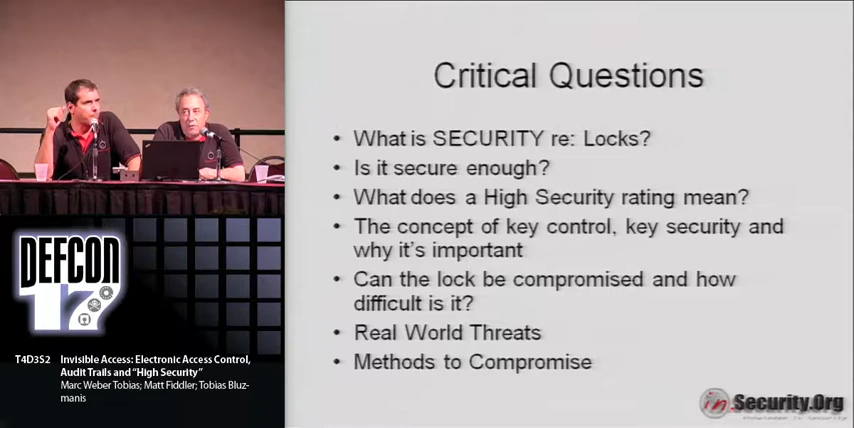 Critical Questions
• What is SECURITY re: Locks?
• Is it secure enough?
• What does a High Security rating mean?
• The concept of key control, key security and
why it's important
• Can the lock be compromised and how
difficult is it?
• Real World Threats
• Methods to Compromise
in.Security.Org
DEFCON
17
T4D3S2 Invisible Access: Electronic Access Control,
Audit Trails and “High Security”
Marc Weber Tobias; Matt Fiddler; Tobias Bluz-
manis